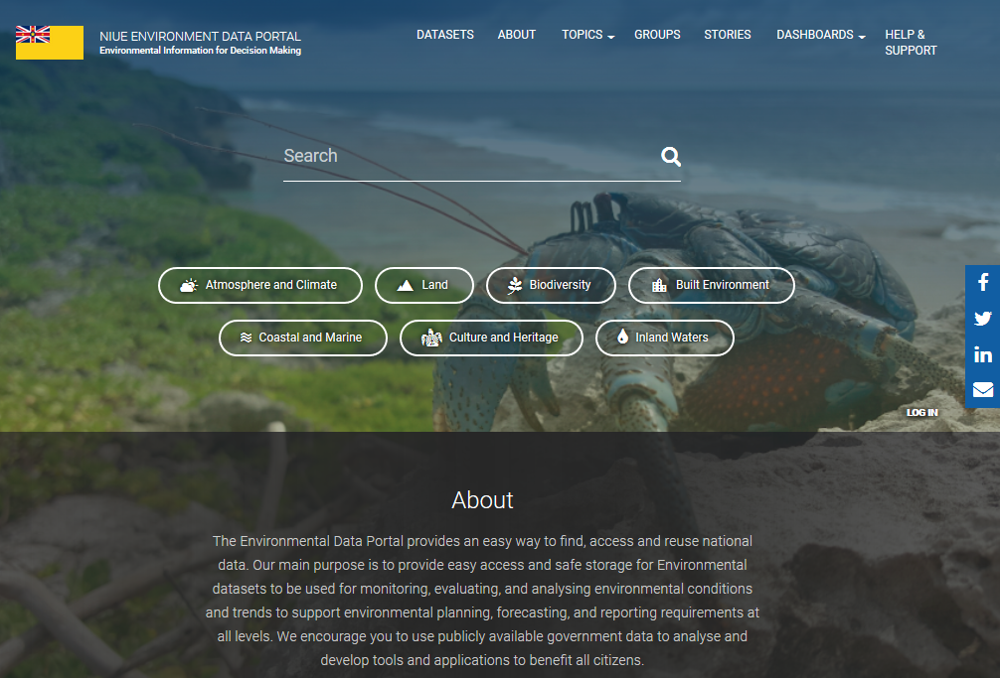 NIUE ENVIRONMENT DATA PORTAL
Environmental Information for Decision Making
DATASETS
ABOUT
TOPICS
GROUPS
STORIES
DASHBOARDS
HELP &
SUPPORT
Search
Atmosphere and Climate
Land
Biodiversity
Built Environment
Coastal and Marine
Culture and Heritage
Inland Waters
LOG IN
About
The Environmental Data Portal provides an easy way to find, access and reuse national
data. Our main purpose is to provide easy access and safe storage for Environmental
datasets to be used for monitoring, evaluating, and analysing environmental conditions
and trends to support environmental planning, forecasting, and reporting requirements at
all levels. We encourage you to use publicly available government data to analyse and
develop tools and applications to benefit all citizens.